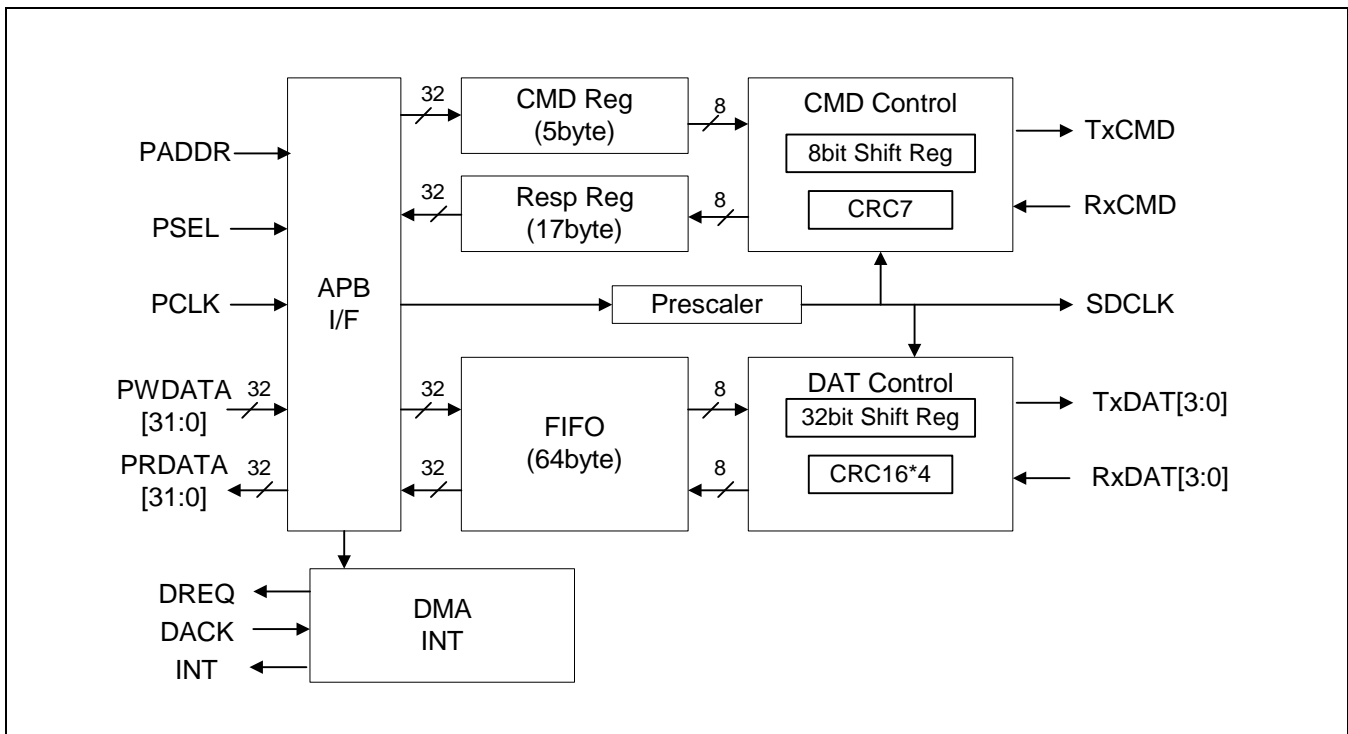 32
CMD Reg
(5byte)
8
CMD Control
8bit Shift Reg
CRC7
TxCMD
RxCMD
PADDR
PSEL
PCLK
APB
I/F
32
Resp Reg
(17byte)
8
Prescaler
SDCLK
PWDATA
[31:0]
32
PRDATA
[31:0]
32
32
32
FIFO
(64byte)
8
8
DAT Control
32bit Shift Reg
CRC16*4
TxDAT[3:0]
RxDAT[3:0]
DREQ
DACK
INT
DMA
INT